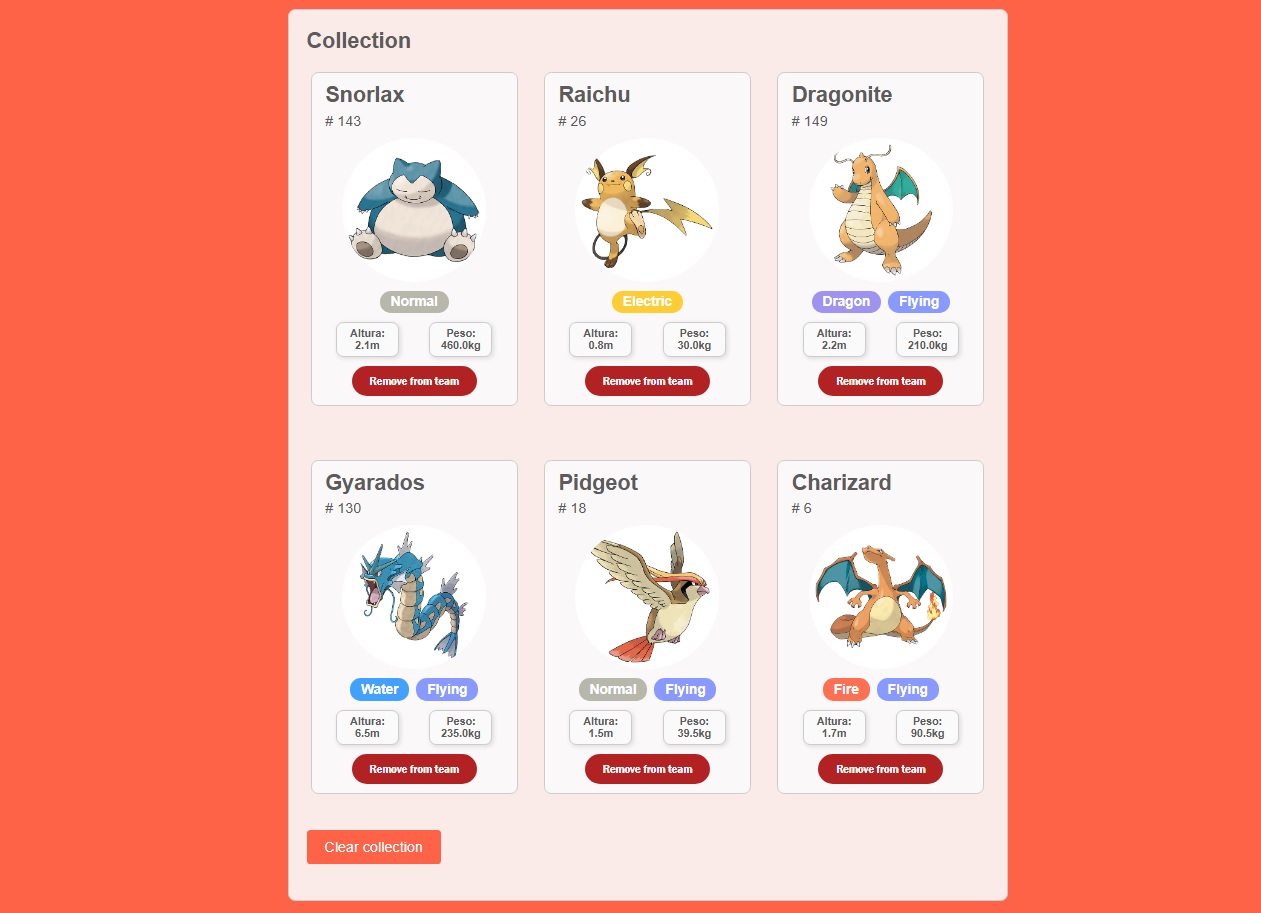 Collection
Snorlax
# 143
Normal
Altura:
2.1m
Peso:
460.0kg
Remove from team
Raichu
# 26
Electric
Altura:
0.8m
Peso:
30.0kg
Remove from team
Dragonite
# 149
Dragon Flying
Altura:
2.2m
Peso:
210.0kg
Remove from team
Gyarados
# 130
Water Flying
Altura:
6.5m
Peso:
235.0kg
Remove from team
Pidgeot
# 18
Normal Flying
Altura:
1.5m
Peso:
39.5kg
Remove from team
Charizard
# 6
Fire Flying
Altura:
1.7m
Peso:
90.5kg
Remove from team
Clear collection